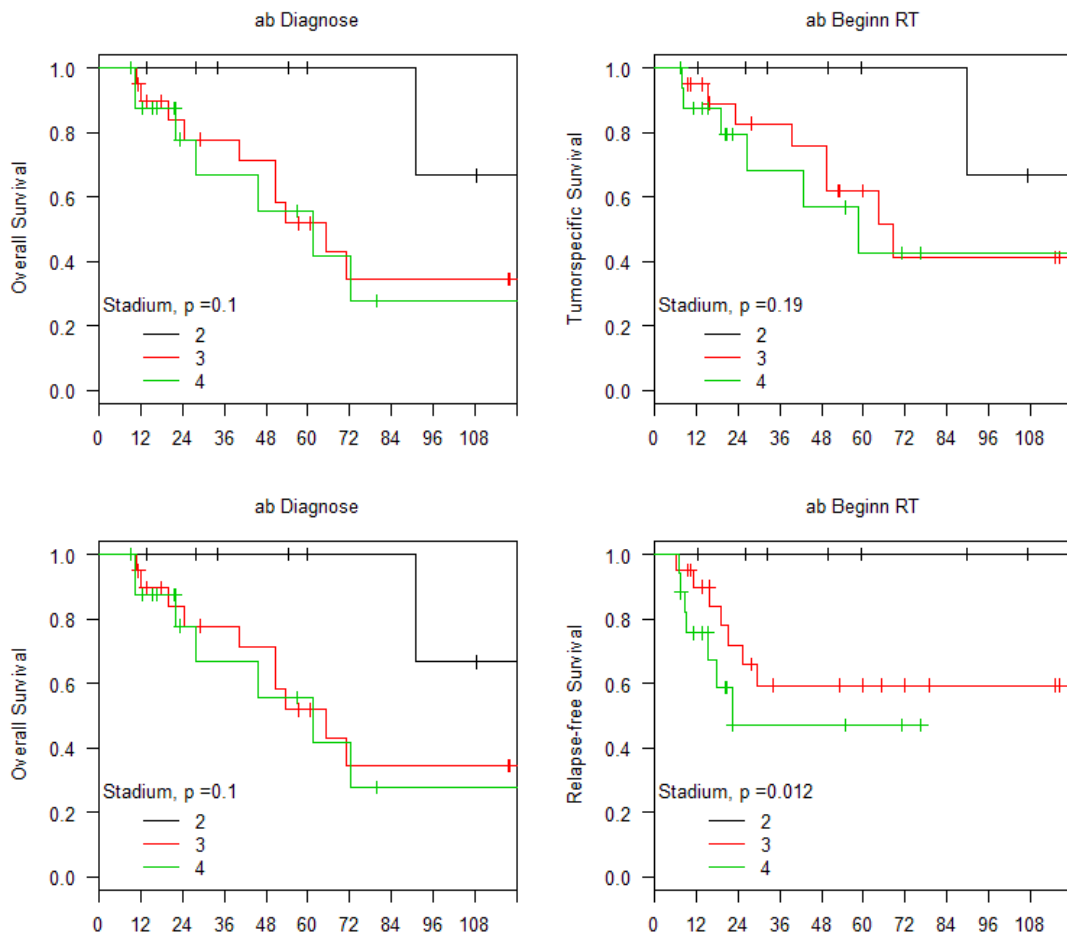 ab Diagnose
Overall Survival
1.0
0.8
0.6
0.4
0.2
0.0
Stadium, p =0.1
2
3
4
0 12 24 36 48 60 72 84 96 108
ab Beginn RT
Tumorspecific Survival
1.0
0.8
0.6
0.4
0.2
0.0
Stadium, p =0.19
2
3
4
0 12 24 36 48 60 72 84 96 108
ab Diagnose
Overall Survival
1.0
0.8
0.6
0.4
0.2
0.0
Stadium, p =0.1
2
3
4
0 12 24 36 48 60 72 84 96 108
ab Beginn RT
Relapse-free Survival
1.0
0.8
0.6
0.4
0.2
0.0
Stadium, p =0.012
2
3
4
0 12 24 36 48 60 72 84 96 108